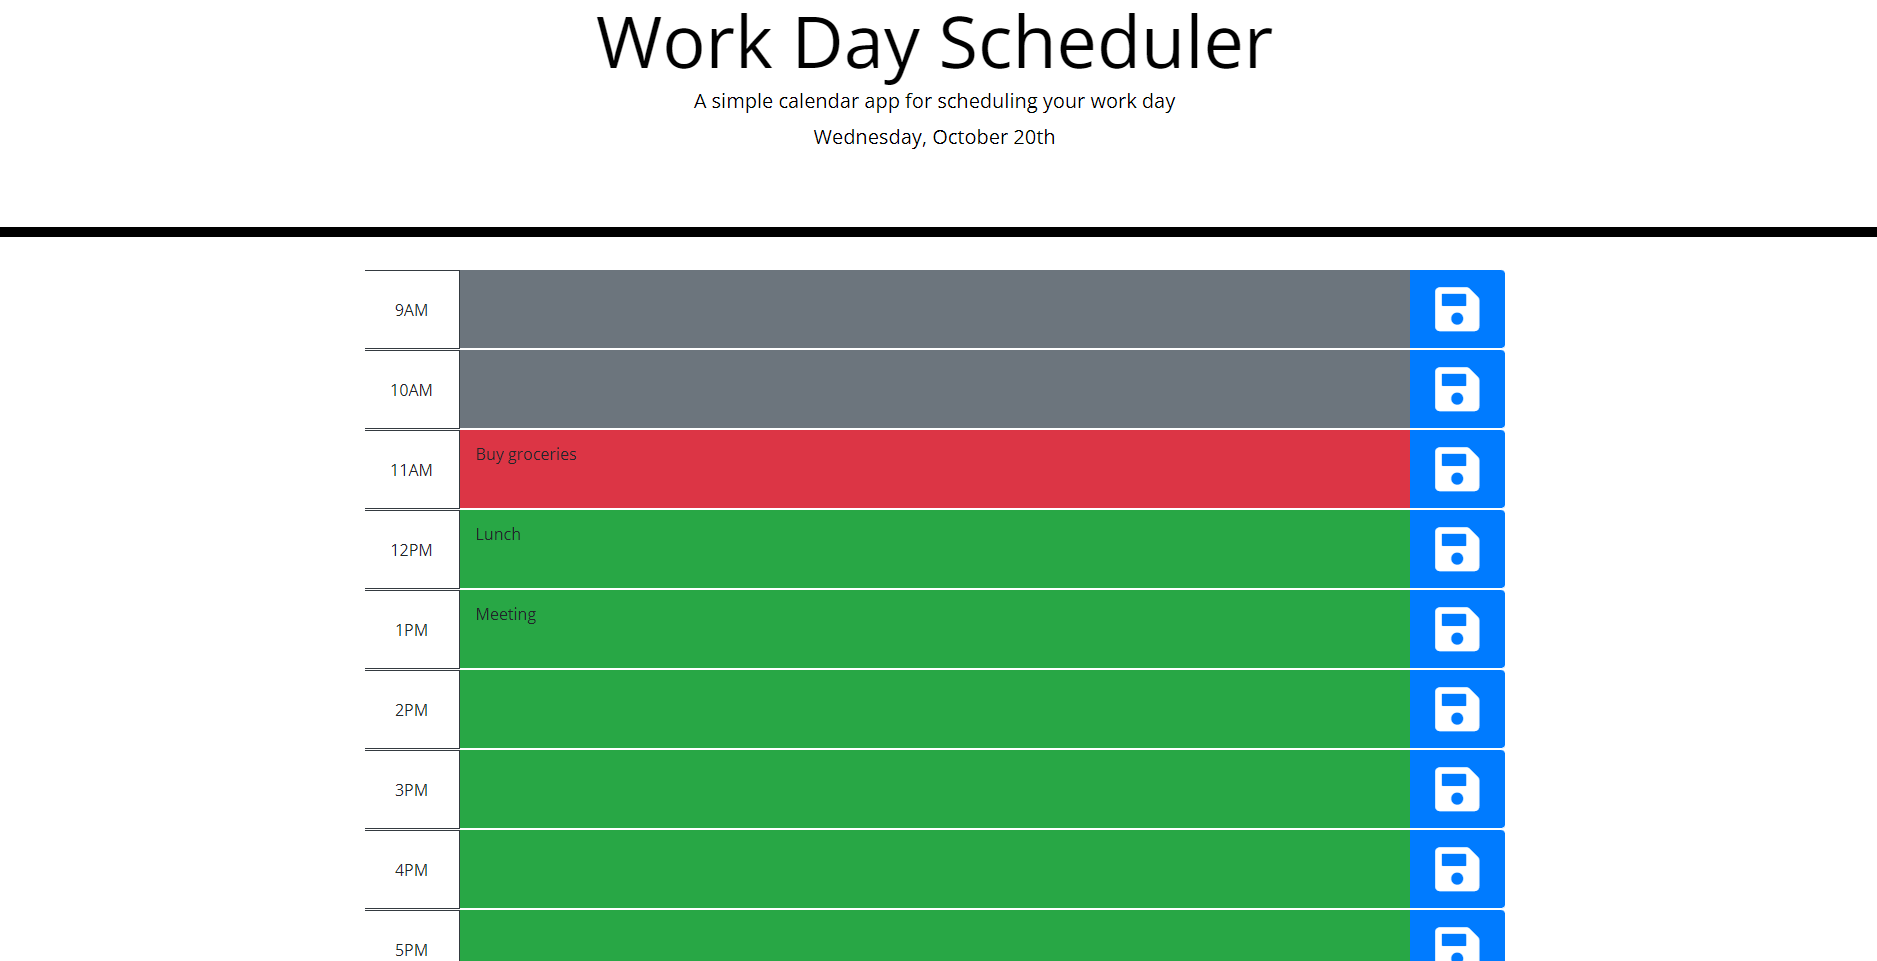 Work Day Scheduler
A simple calendar app for scheduling your work day
Wednesday, October 20th
9AM
10AM
11AM Buy groceries
12PM Lunch
1PM Meeting
2PM
3PM
4PM
5PM